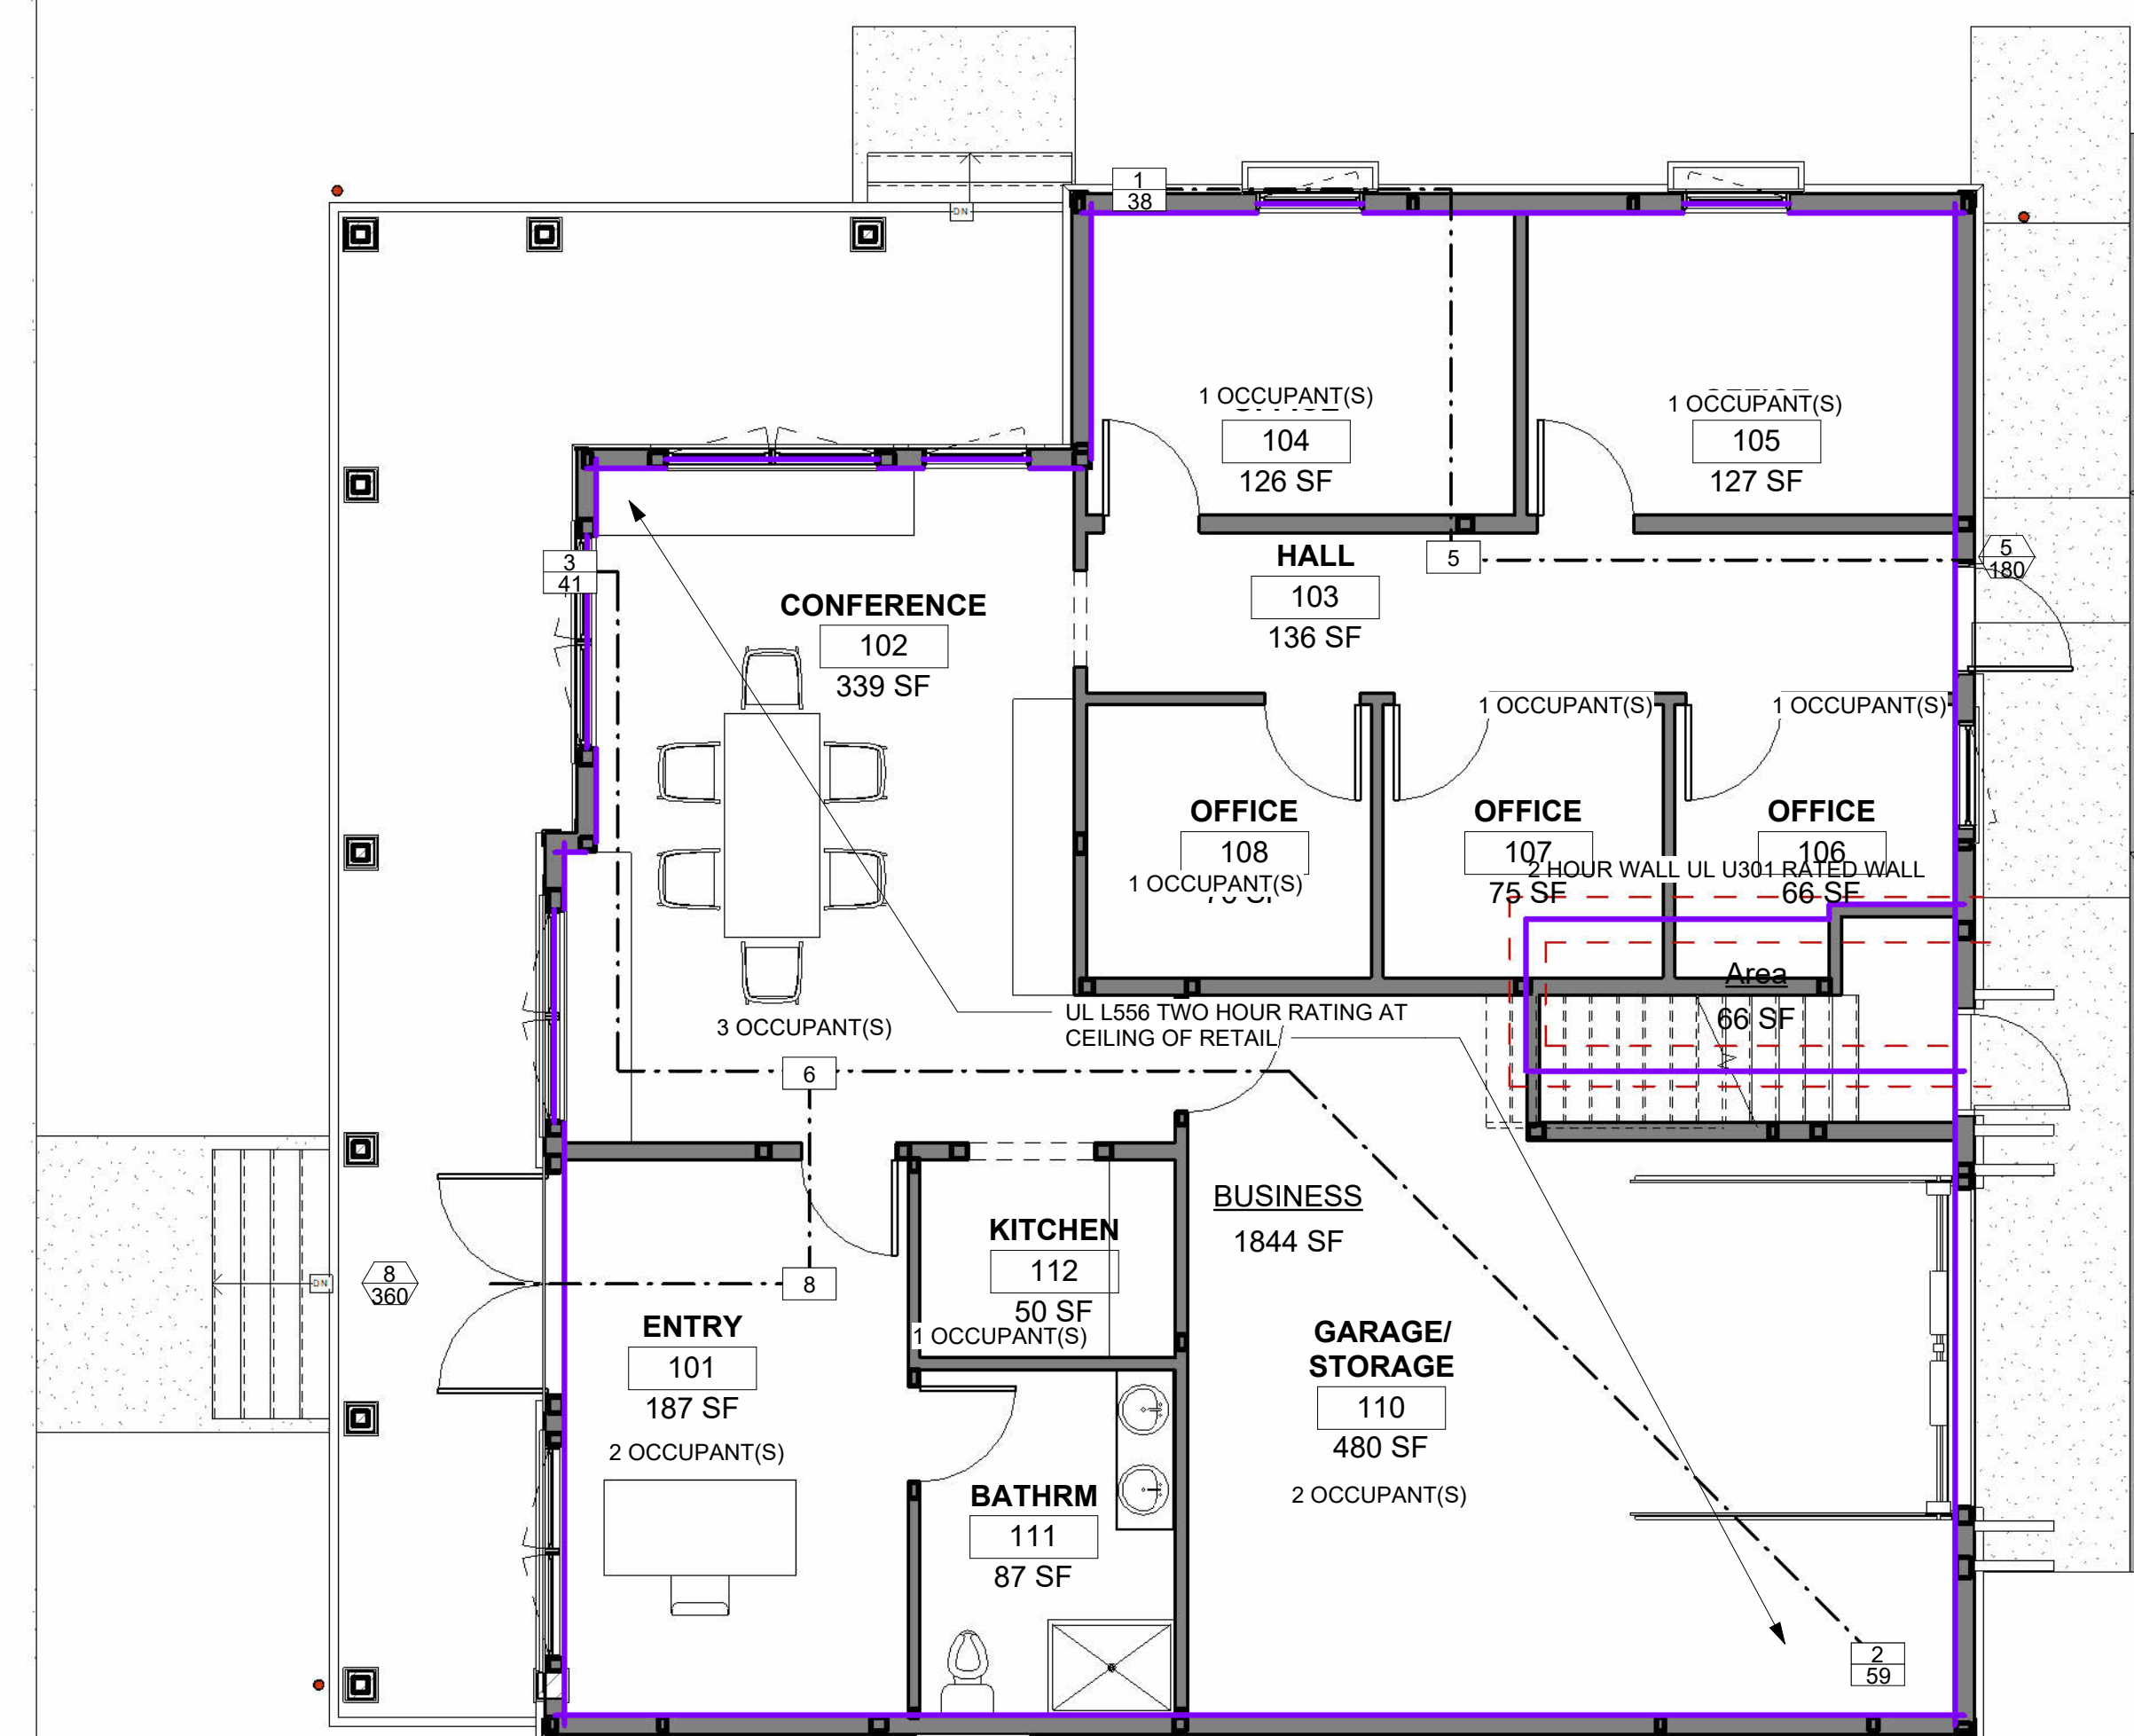 1
38
DN
1 OCCUPANT(S)
104
126 SF
1 OCCUPANT(S)
105
127 SF
3
41
HALL
103
136 SF
5
5
180
CONFERENCE
102
339 SF
1 OCCUPANT(S)
1 OCCUPANT(S)
OFFICE
108
1 OCCUPANT(S)
OFFICE
107
75 SF
OFFICE
106
66 SF
2 HOUR WALL UL U301 RATED WALL
Area
66 SF
3 OCCUPANT(S)
UL L556 TWO HOUR RATING AT
CEILING OF RETAIL
6
BUSINESS
1844 SF
KITCHEN
112
50 SF
1 OCCUPANT(S)
DN
8
360
8
ENTRY
101
187 SF
2 OCCUPANT(S)
GARAGE/
STORAGE
110
480 SF
2 OCCUPANT(S)
BATHRM
111
87 SF
2
59